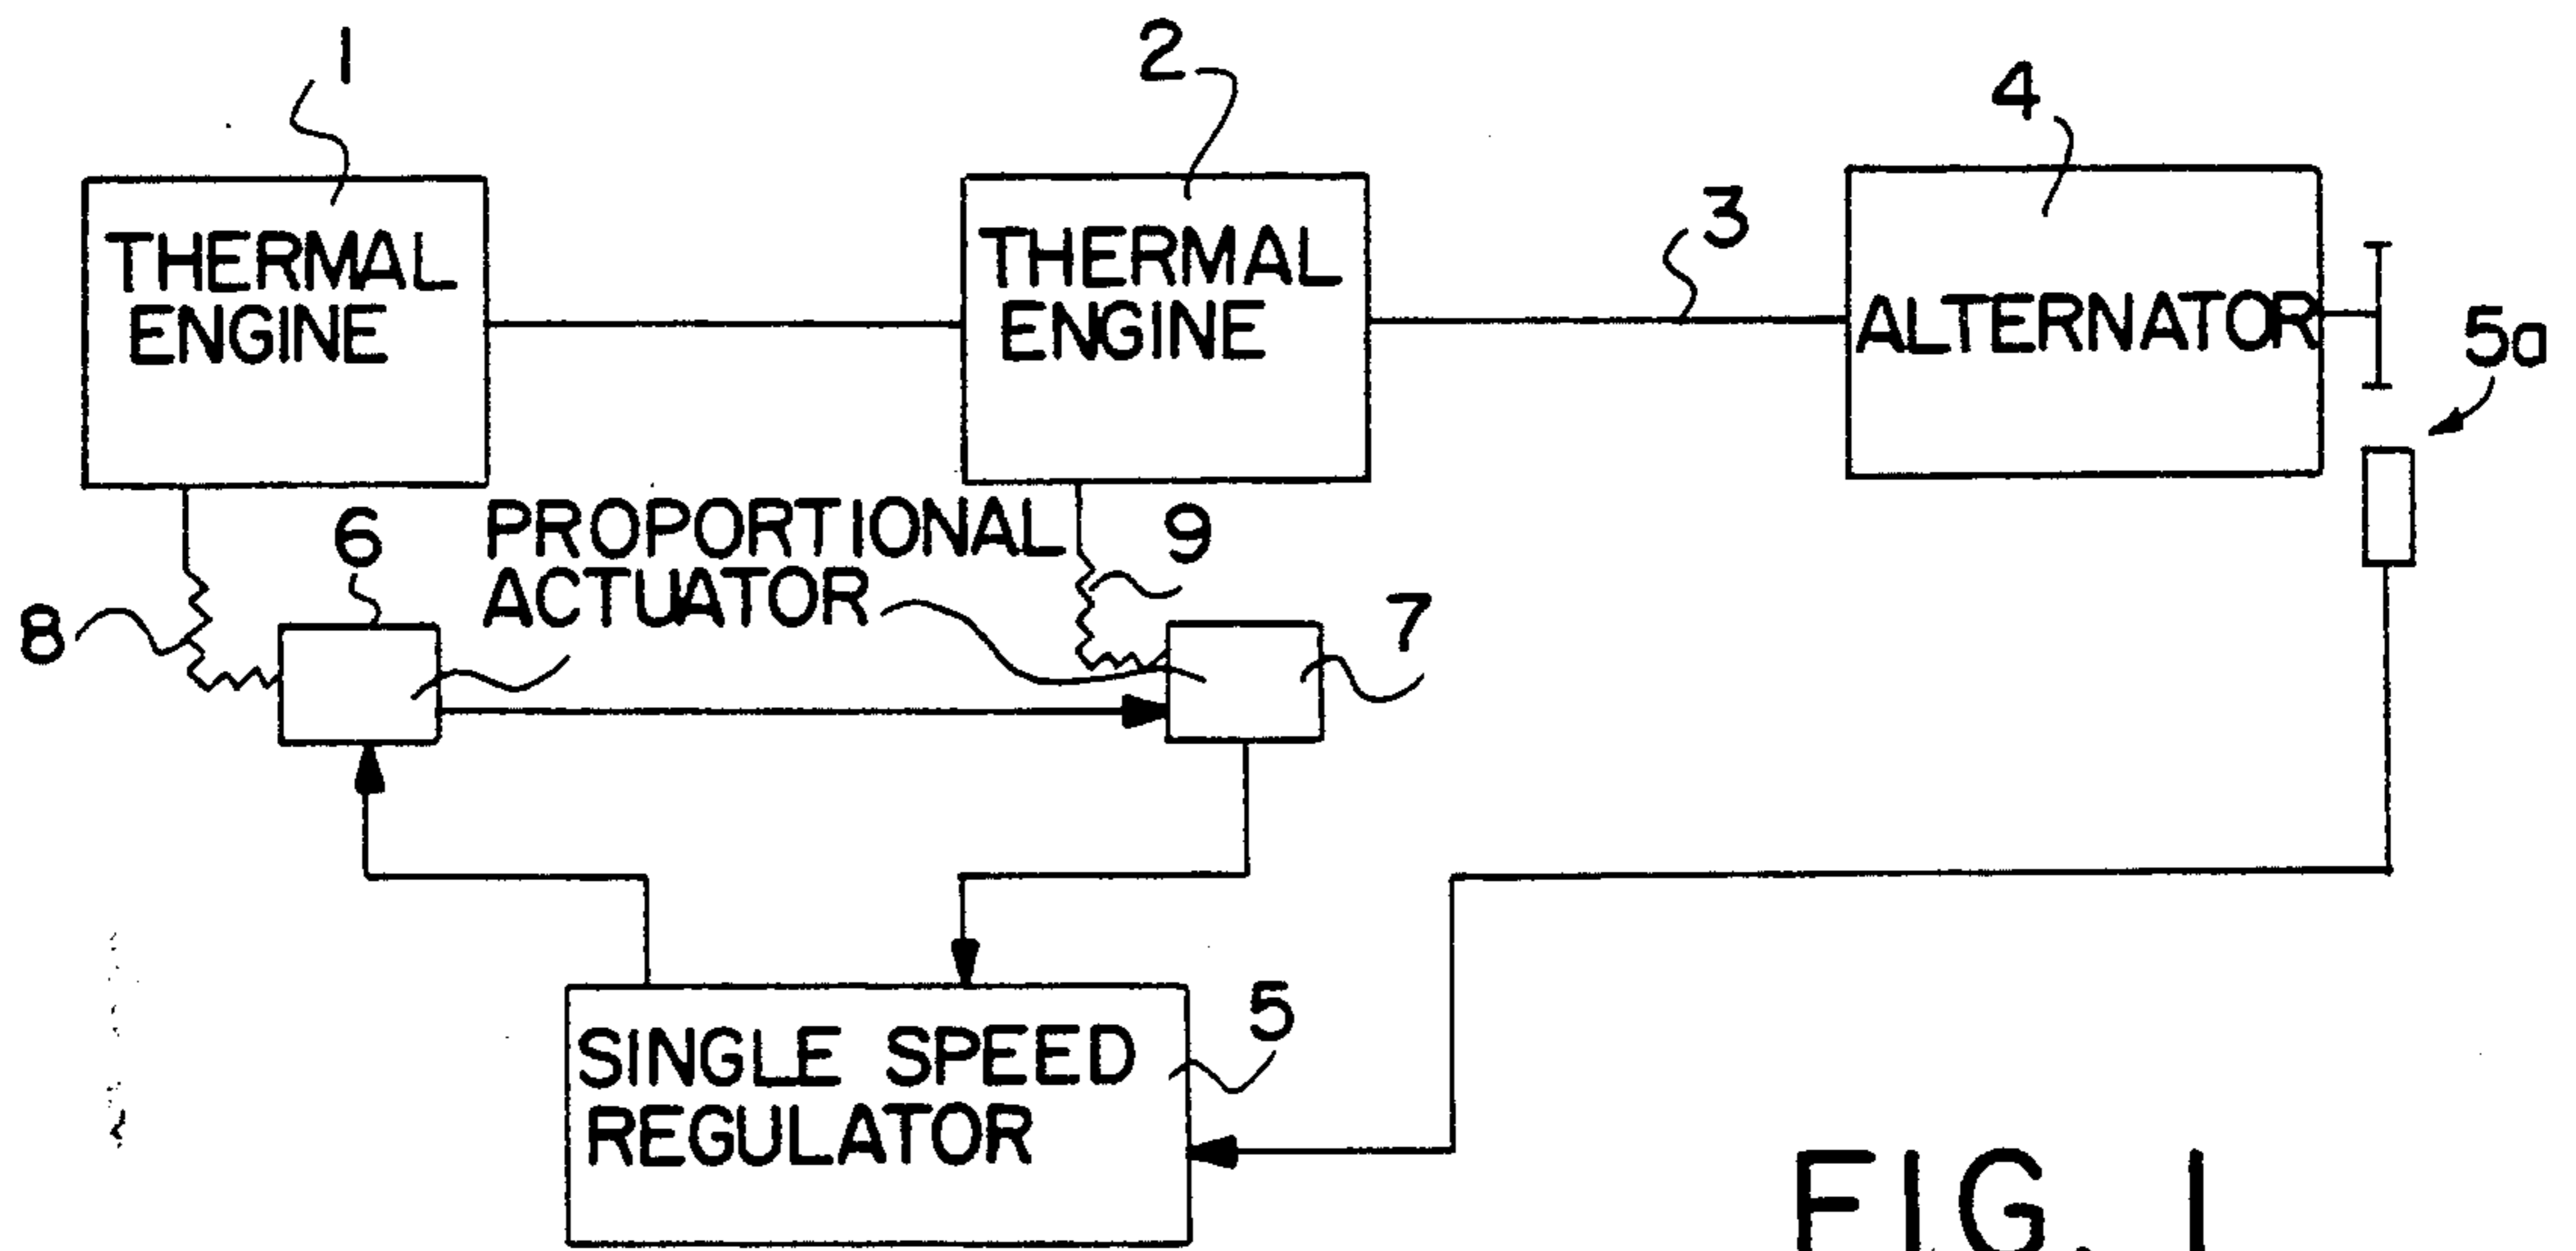 1
2
4
THERMAL
ENGINE
THERMAL
ENGINE
3
ALTERNATOR
5a
6
PROPORTIONAL
ACTUATOR
9
8
7
SINGLE SPEED
REGULATOR
5
FIG. 1